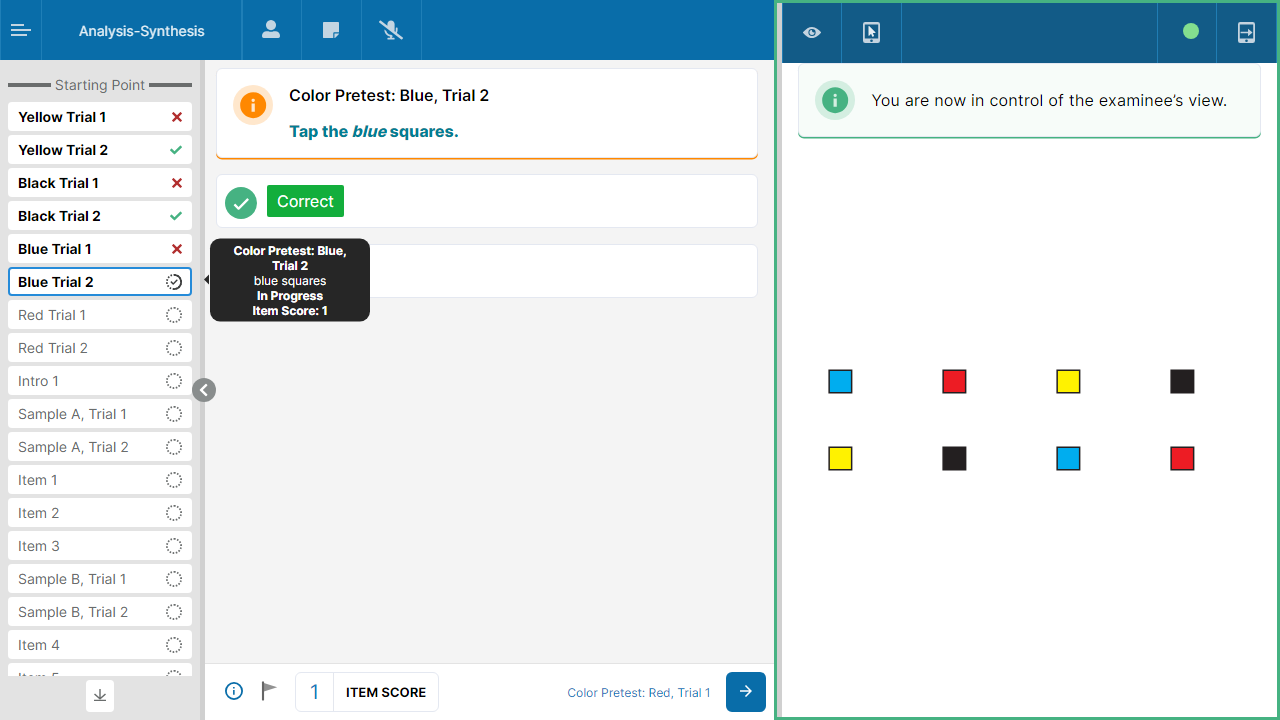 Analysis-Synthesis
Starting Point
Yellow Trial 1
Yellow Trial 2
Black Trial 1
Black Trial 2
Blue Trial 1
Blue Trial 2
Red Trial 1
Red Trial 2
Intro 1
Sample A, Trial 1
Sample A, Trial 2
Item 1
Item 2
Item 3
Sample B, Trial 1
Sample B, Trial 2
Item 4
Item 5
Color Pretest: Blue, Trial 2
Tap the blue squares.
Correct
Color Pretest: Blue,
Trial 2
blue squares
In Progress
Item Score: 1
1 ITEM SCORE
Color Pretest: Red, Trial 1
You are now in control of the examinee’s view.